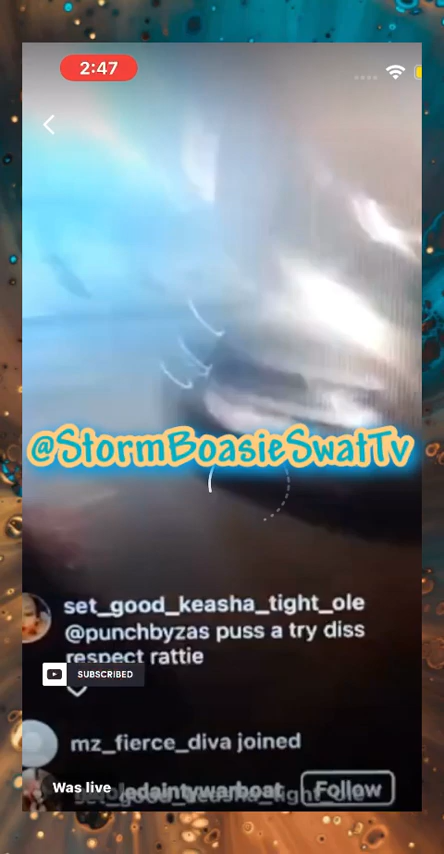 2:47
@StormBoasieSwatTv
set_good_keasha_tight_ole
@punchbyzas puss a try diss
respect rattie
SUBSCRIBED
mz_fierce_diva joined
Was live
Follow